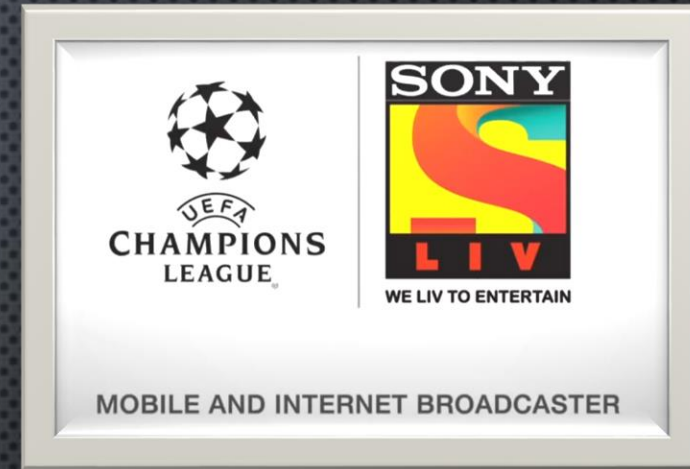 UEFA
CHAMPIONS
LEAGUE
SONY
LIV
WE LIV TO ENTERTAIN
MOBILE AND INTERNET BROADCASTER